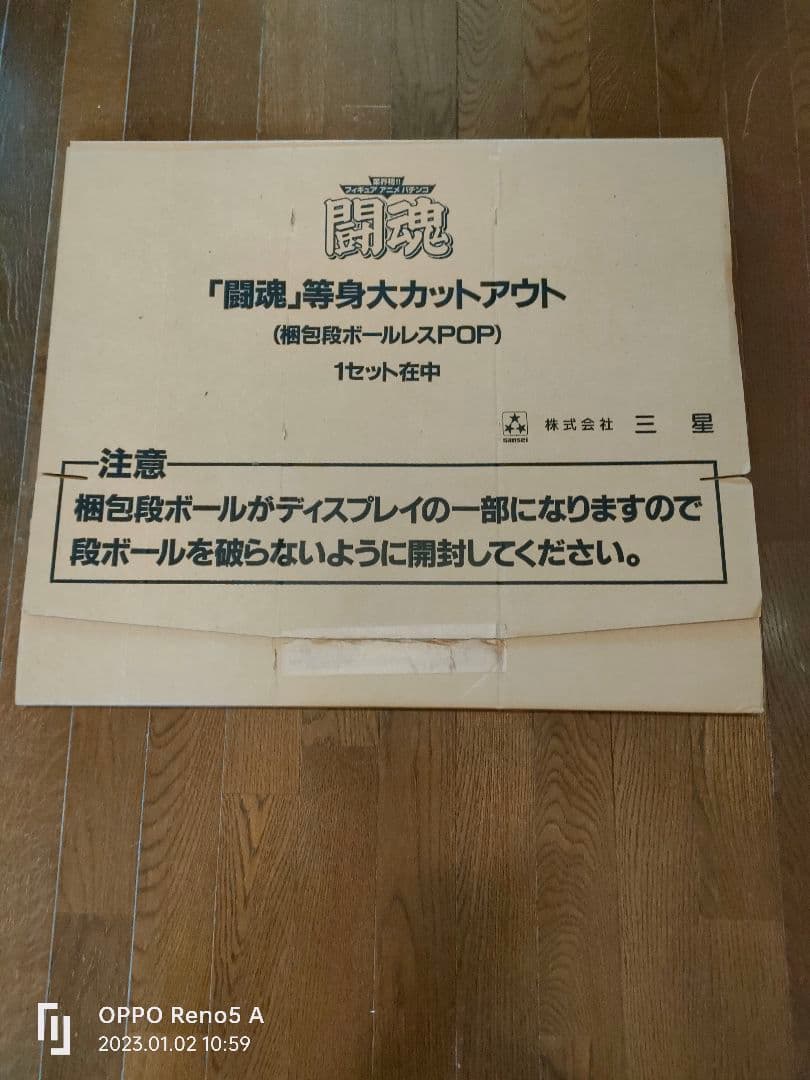 業界初!!
フィギュア アニメ パチンコ
闘魂
「闘魂」等身大カットアウト
（梱包段ボールレスPOP）
1セット在中
sansei
株式会社 三 星
注意
梱包段ボールがディスプレイの一部になりますので
段ボールを破らないように開封してください。
OPPO Reno5 A
2023.01.02 10:59